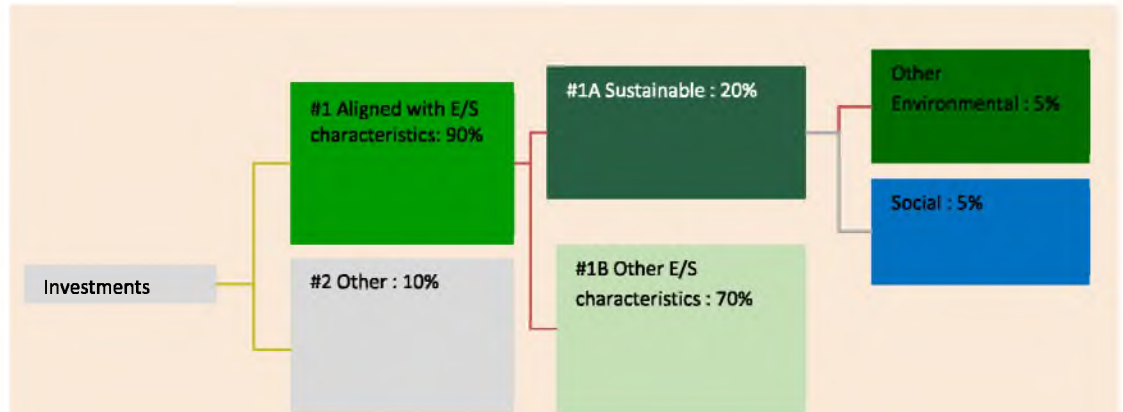 Investments
#1 Aligned with E/S
characteristics: 90%
#2 Other : 10%
#1A Sustainable : 20%
#1B Other E/S
characteristics : 70%
Other
Environmental : 5%
Social : 5%